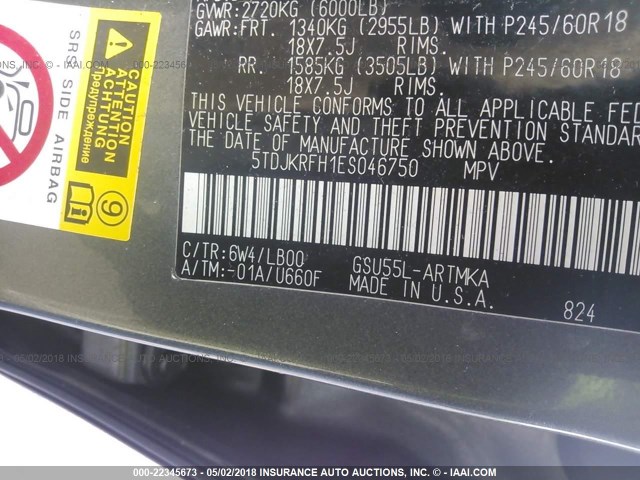 GVWR: 2720KG (6000LB)
GAWR: FRT. 1340KG (2955LB) WITH P245/60R18
18X7.5J RIMS.
RR. 1585KG (3505LB) WITH P245/60R18
18X7.5J RIMS.
THIS VEHICLE CONFORMS TO ALL APPLICABLE FED
VEHICLE SAFETY AND THEFT PREVENTION STANDAR
THE DATE OF MANUFACTURE SHOWN ABOVE.
5TDJKRFH1ES046750 MPV
C/TR: 6W4/LB00 GSU55L-ARTMKA
A/TM: -01A/U660F MADE IN U.S.A.
824
SRS SIDE AIRBAG
CAUTION
ATTENTION
ACHTUNG
Предупреждение
9
000-22345673 - 05/02/2018 INSURANCE AUTO AUCTIONS - © IAAI.COM